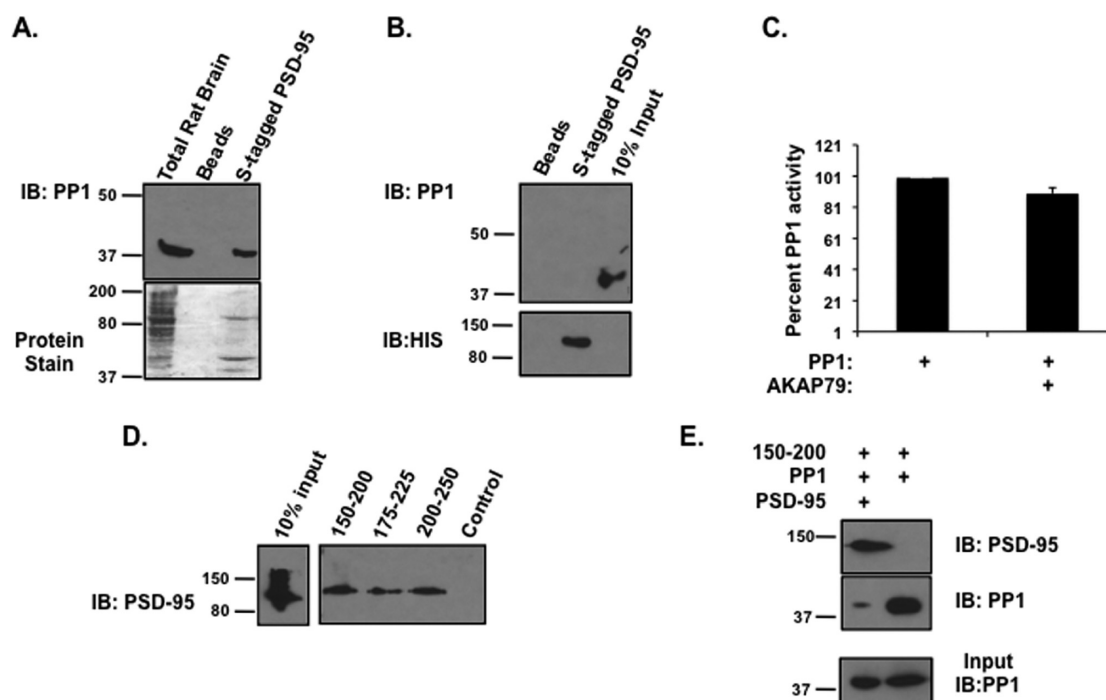 A.
Total Rat Brain
Beads
S-tagged PSD-95
IB: PP1
50
37
200
80
37
Protein
Stain
B.
Beads
S-tagged PSD-95
10% Input
IB: PP1
50
37
150
80
IB:HIS
C.
Percent PP1 activity
121
101
81
61
41
21
1
PP1: + +
AKAP79: +
D.
10% input
150-200
175-225
200-250
Control
150
80
IB: PSD-95
E.
150-200 + +
PP1 + +
PSD-95 +
150
IB: PSD-95
37
IB: PP1
Input
37
IB:PP1